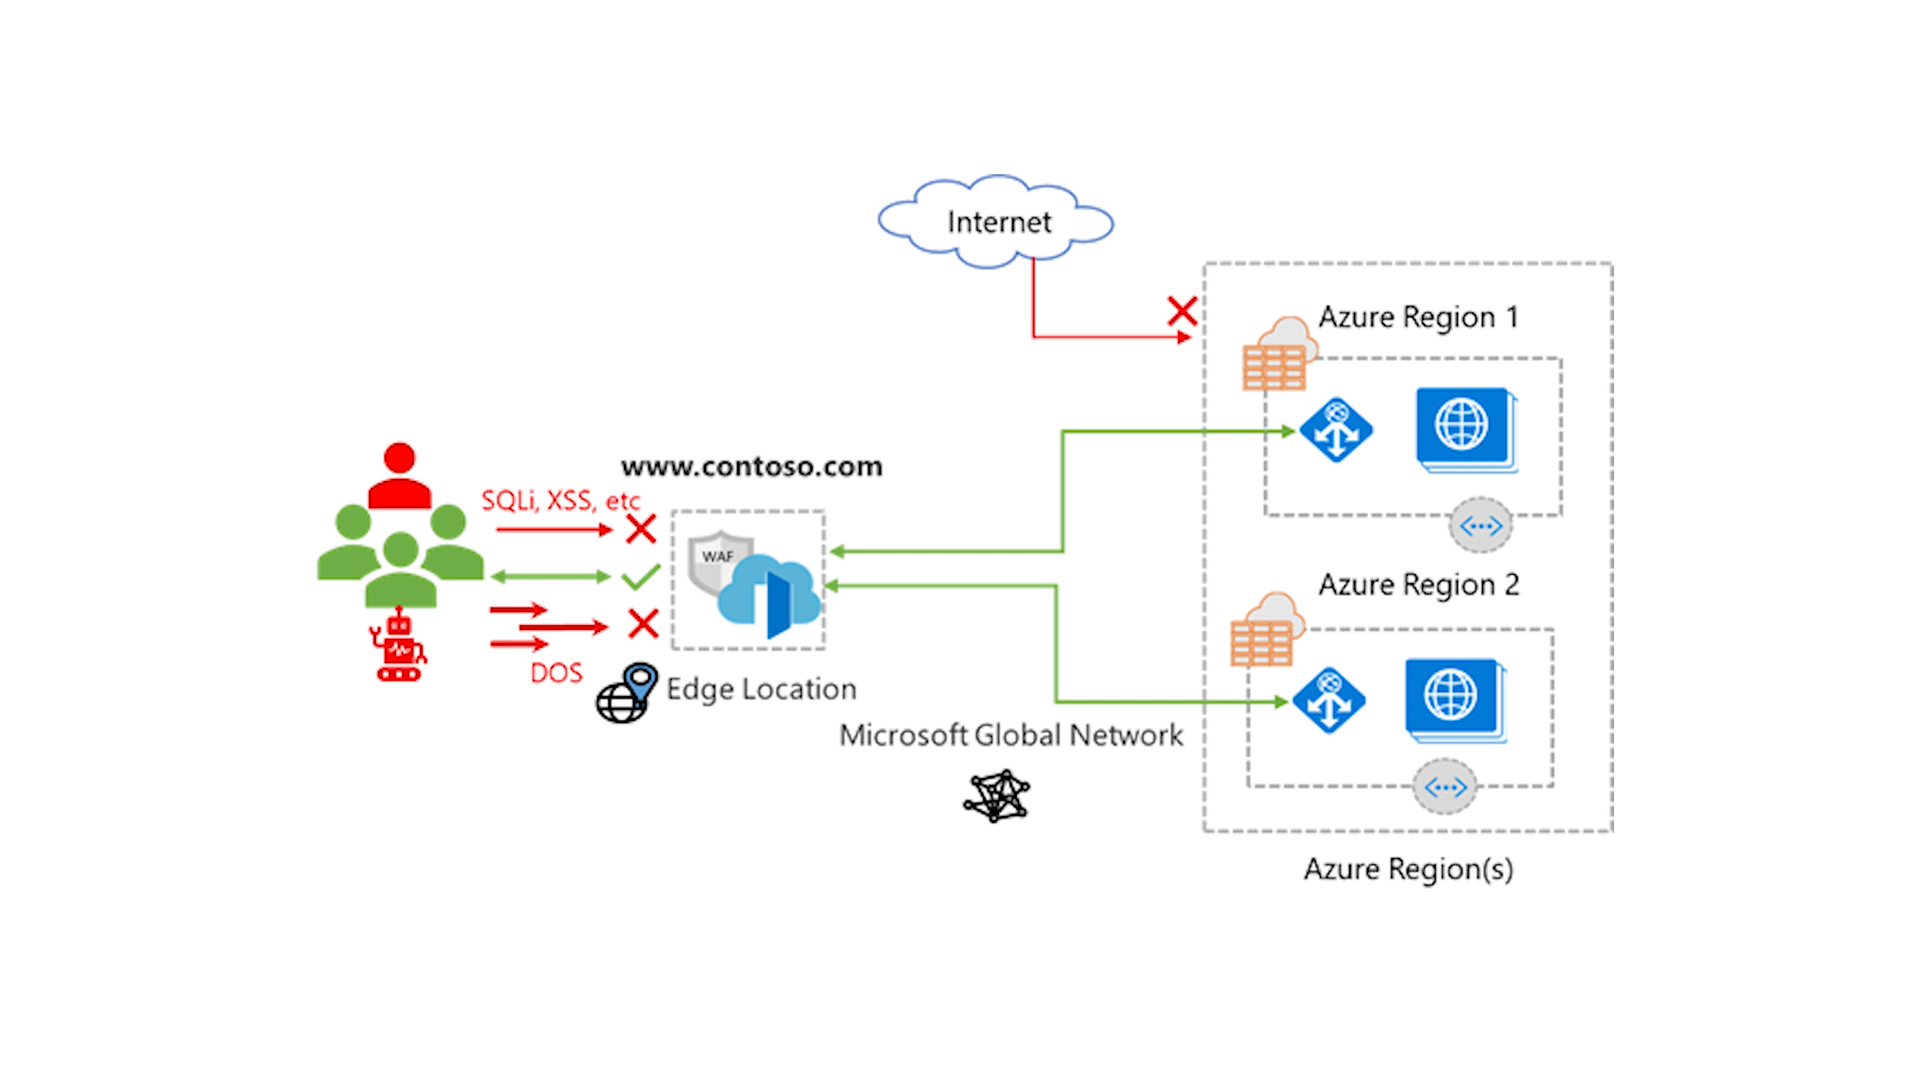 Internet
Azure Region 1
www.contoso.com
SQLi, XSS, etc
WAF
Azure Region 2
DOS
Edge Location
Microsoft Global Network
Azure Region(s)